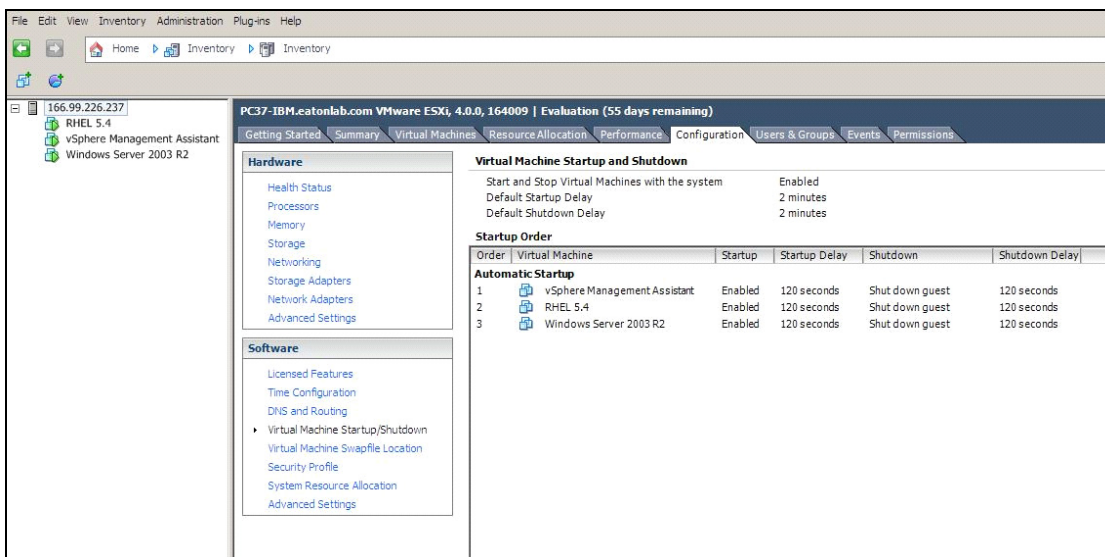 File Edit View Inventory Administration Plug-ins Help
Home Inventory Inventory
166.99.226.237
RHEL 5.4
vSphere Management Assistant
Windows Server 2003 R2
PC37-IBM.eatonlab.com VMware ESXi, 4.0.0, 164009 | Evaluation (55 days remaining)
Getting Started Summary Virtual Machines Resource Allocation Performance Configuration Users & Groups Events Permissions
Hardware
Health Status
Processors
Memory
Storage
Networking
Storage Adapters
Network Adapters
Advanced Settings
Software
Licensed Features
Time Configuration
DNS and Routing
Virtual Machine Startup/Shutdown
Virtual Machine Swapfile Location
Security Profile
System Resource Allocation
Advanced Settings
Virtual Machine Startup and Shutdown
Start and Stop Virtual Machines with the system Enabled
Default Startup Delay 2 minutes
Default Shutdown Delay 2 minutes
Startup Order
Order Virtual Machine Startup Startup Delay Shutdown Shutdown Delay
Automatic Startup
1 vSphere Management Assistant Enabled 120 seconds Shut down guest 120 seconds
2 RHEL 5.4 Enabled 120 seconds Shut down guest 120 seconds
3 Windows Server 2003 R2 Enabled 120 seconds Shut down guest 120 seconds